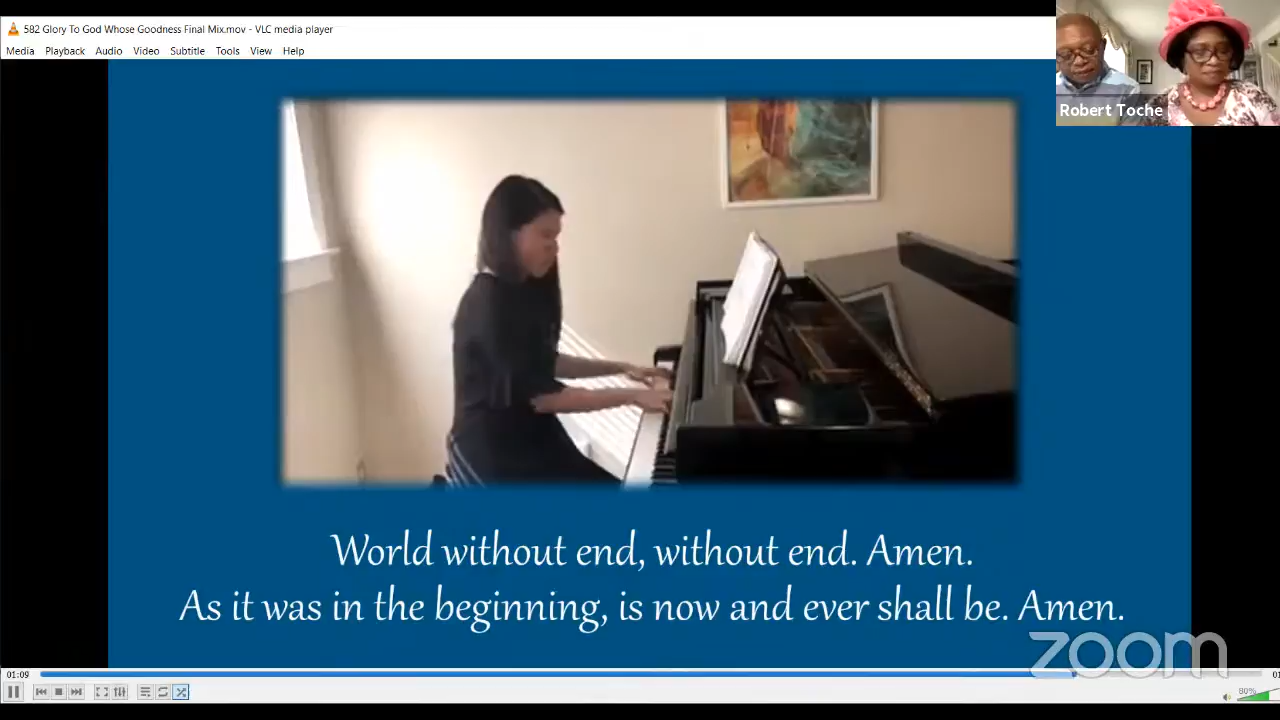 582 Glory To God Whose Goodness Final Mix.mov - VLC media player
Media Playback Audio Video Subtitle Tools View Help
Robert Toche
World without end, without end. Amen.
As it was in the beginning, is now and ever shall be. Amen.
zoom
01:09
80%